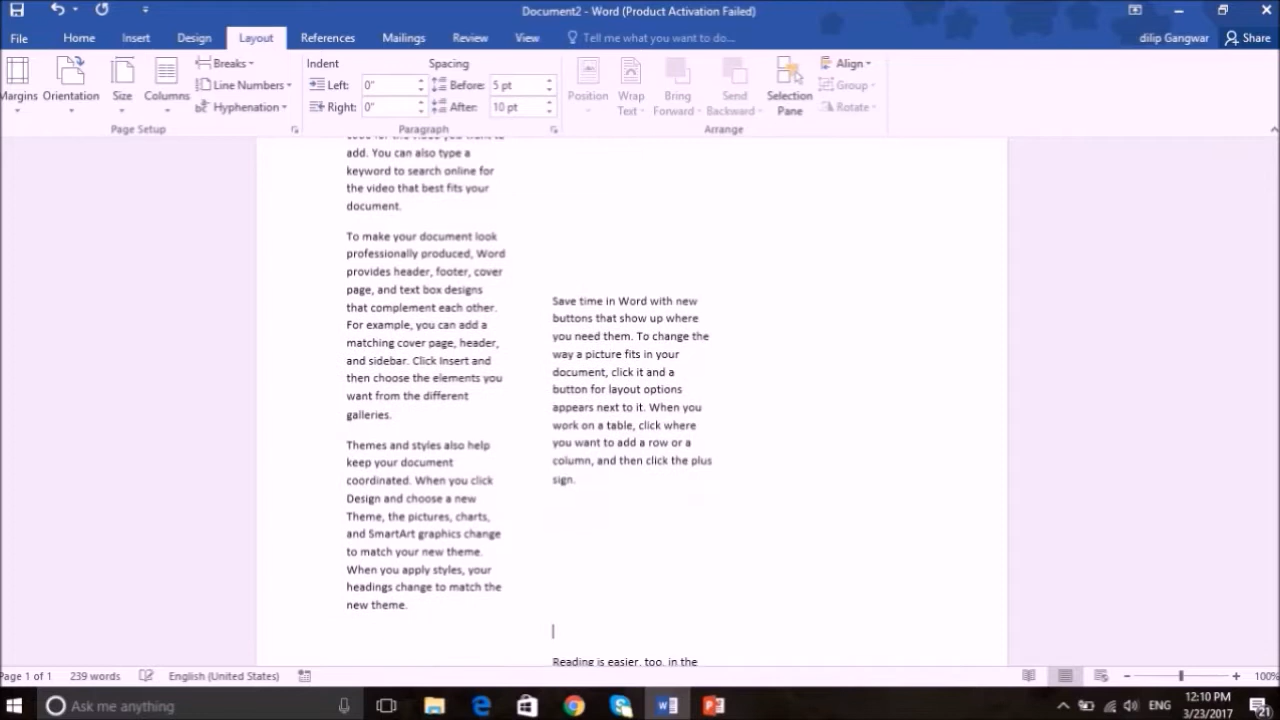 Document2 - Word (Product Activation Failed)
File Home Insert Design Layout References Mailings Review View Tell me what you want to do... dilip Gangwar Share
Margins
Orientation
Size
Columns
Breaks
Line Numbers
Hyphenation
Page Setup
Indent
Left: 0"
Right: 0"
Spacing
Before: 5 pt
After: 10 pt
Paragraph
Position
Wrap
Text
Bring
Forward
Send
Backward
Selection
Pane
Align
Group
Rotate
Arrange
code for the video you want to
add. You can also type a
keyword to search online for
the video that best fits your
document.
To make your document look
professionally produced, Word
provides header, footer, cover
page, and text box designs
that complement each other.
For example, you can add a
matching cover page, header,
and sidebar. Click Insert and
then choose the elements you
want from the different
galleries.
Themes and styles also help
keep your document
coordinated. When you click
Design and choose a new
Theme, the pictures, charts,
and SmartArt graphics change
to match your new theme.
When you apply styles, your
headings change to match the
new theme.
Save time in Word with new
buttons that show up where
you need them. To change the
way a picture fits in your
document, click it and a
button for layout options
appears next to it. When you
work on a table, click where
you want to add a row or a
column, and then click the plus
sign.
Reading is easier, too, in the
Page 1 of 1 239 words English (United States) 100%
Ask me anything
ENG
12:10 PM
3/23/2017
21